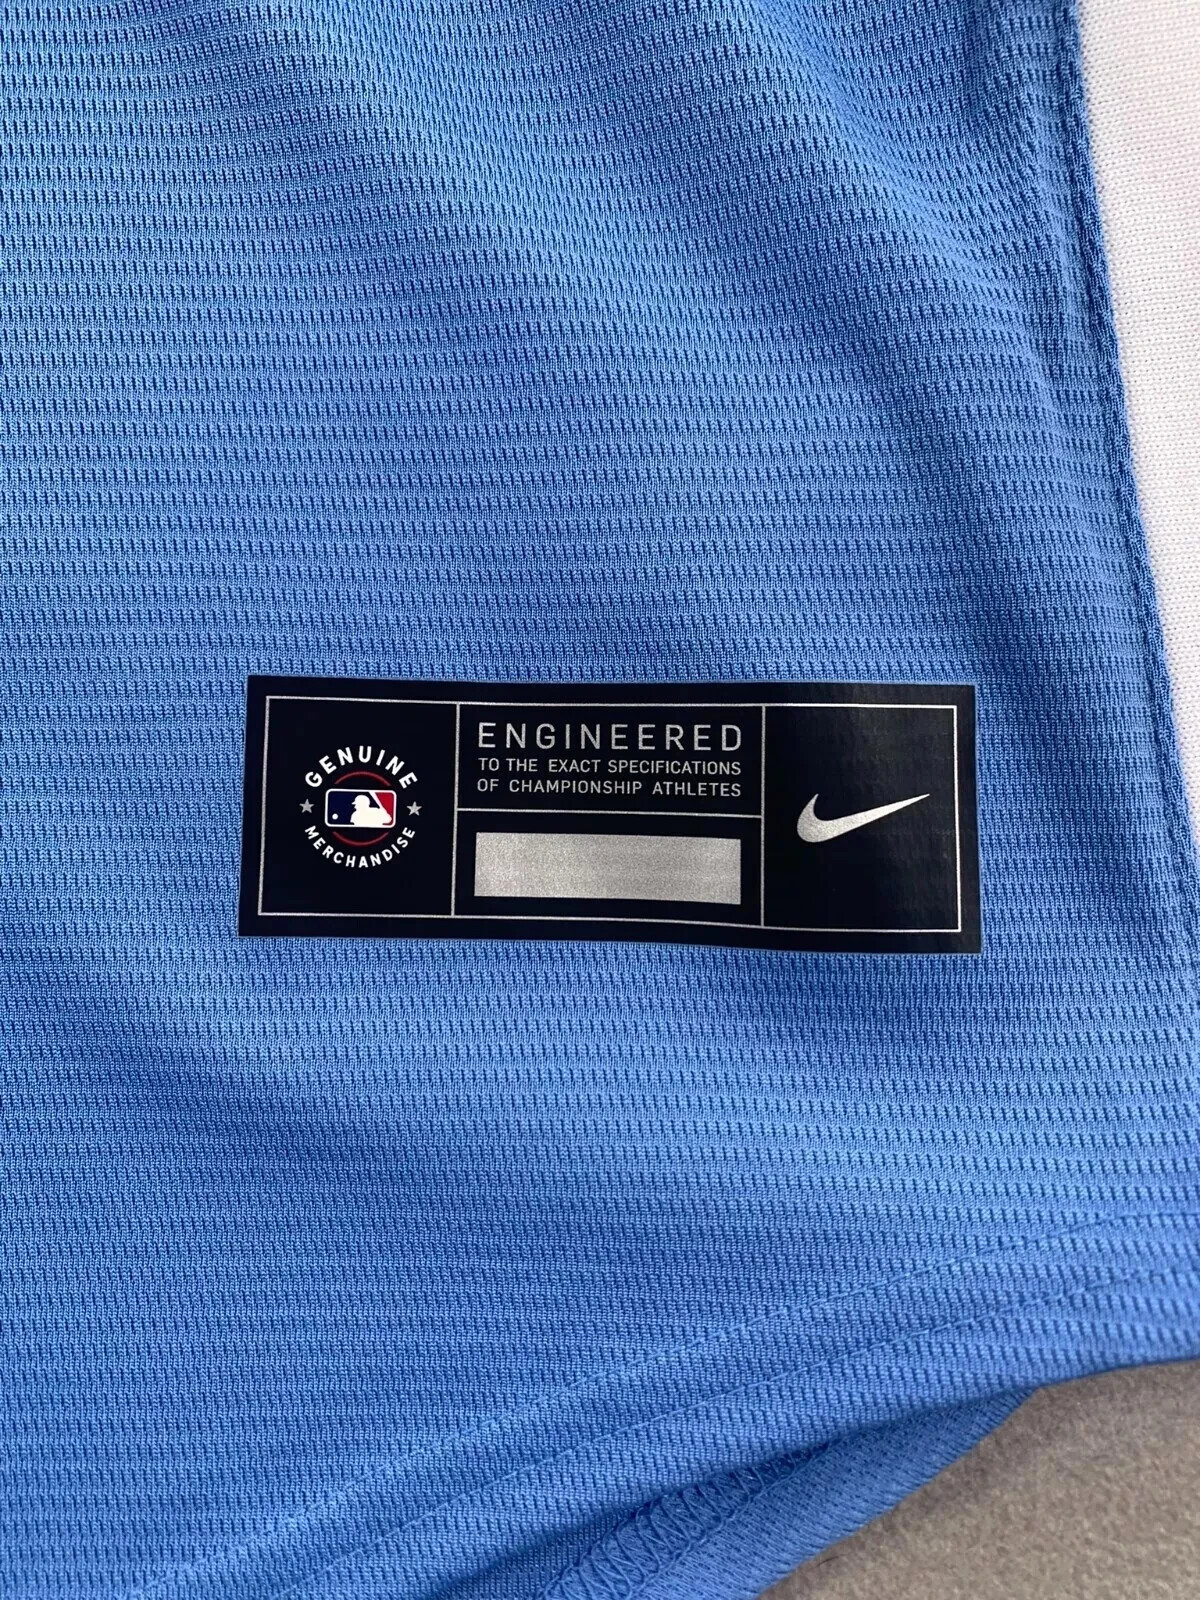 GENUINE
MERCHANDISE
ENGINEERED
TO THE EXACT SPECIFICATIONS
OF CHAMPIONSHIP ATHLETES